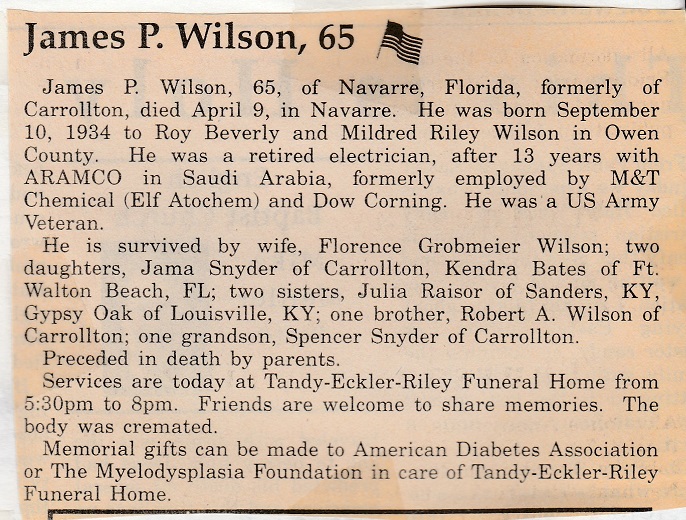 James P. Wilson, 65
James P. Wilson, 65, of Navarre, Florida, formerly of
Carrollton, died April 9, in Navarre. He was born September
10, 1934 to Roy Beverly and Mildred Riley Wilson in Owen
County. He was a retired electrician, after 13 years with
ARAMCO in Saudi Arabia, formerly employed by M&T
Chemical (Elf Atochem) and Dow Corning. He was a US Army
Veteran.
He is survived by wife, Florence Grobmeier Wilson; two
daughters, Jama Snyder of Carrollton, Kendra Bates of Ft.
Walton Beach, FL; two sisters, Julia Raisor of Sanders, KY,
Gypsy Oak of Louisville, KY; one brother, Robert A. Wilson of
Carrollton; one grandson, Spencer Snyder of Carrollton.
Preceded in death by parents.
Services are today at Tandy-Eckler-Riley Funeral Home from
5:30pm to 8pm. Friends are welcome to share memories. The
body was cremated.
Memorial gifts can be made to American Diabetes Association
or The Myelodysplasia Foundation in care of Tandy-Eckler-Riley
Funeral Home.